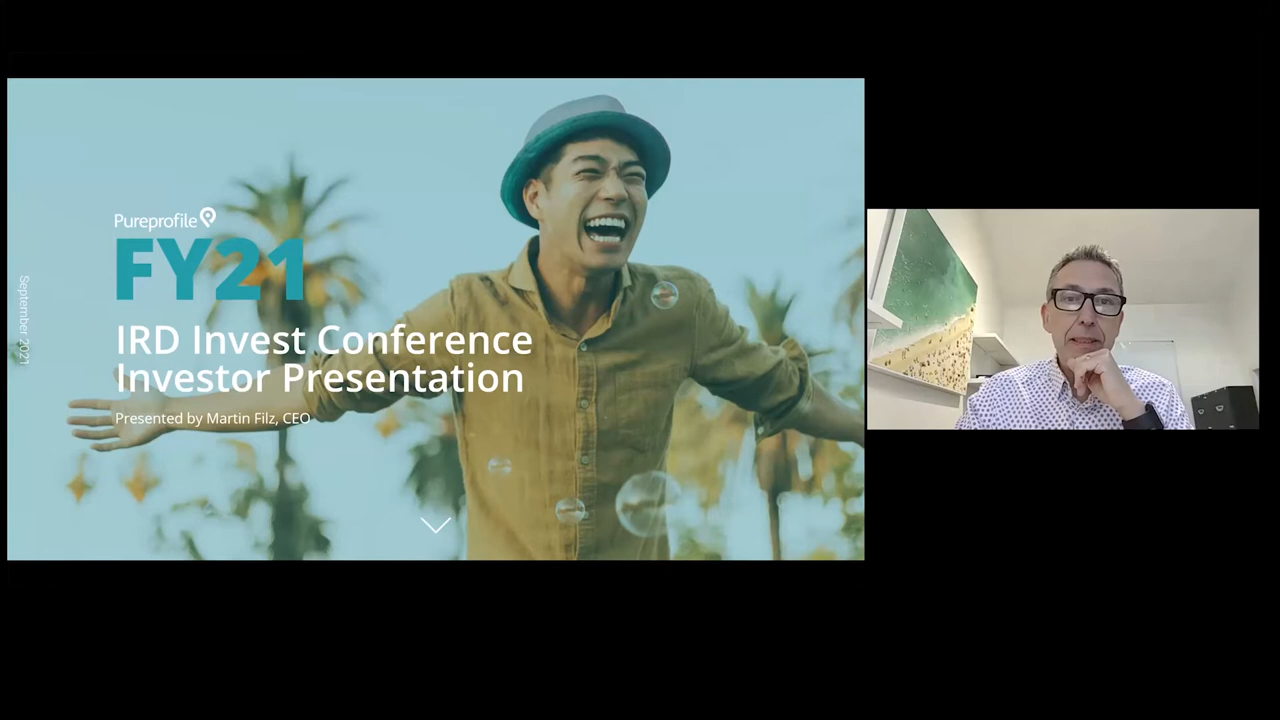 Pureprofile
FY21
IRD Invest Conference
Investor Presentation
Presented by Martin Filz, CEO
September 2021